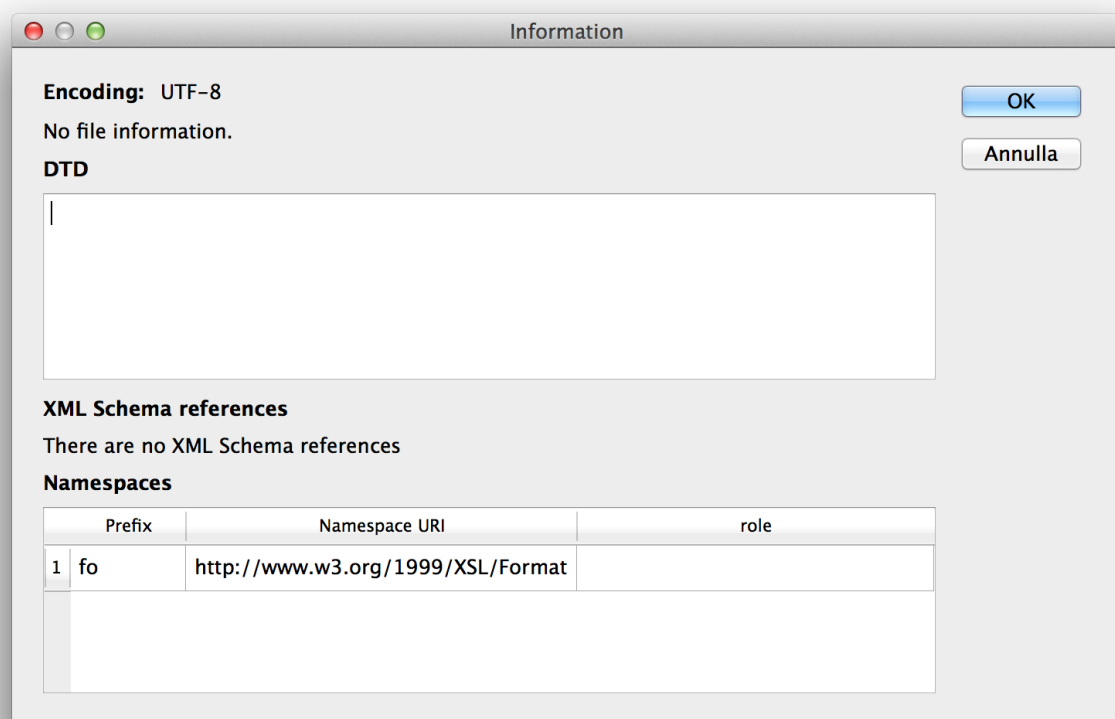 Information
Encoding: UTF-8
OK
No file information.
Annulla
DTD
XML Schema references
There are no XML Schema references
Namespaces
Prefix Namespace URI role
1 fo http://www.w3.org/1999/XSL/Format